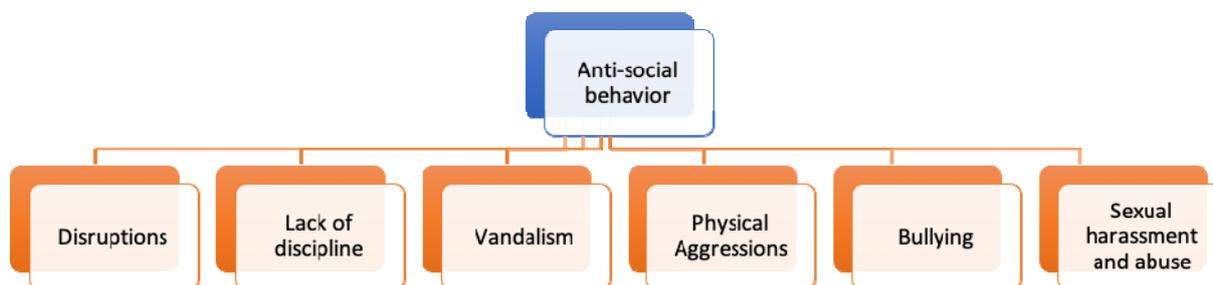 Anti-social
behavior
Disruptions
Lack of
discipline
Vandalism
Physical
Aggressions
Bullying
Sexual
harassment
and abuse